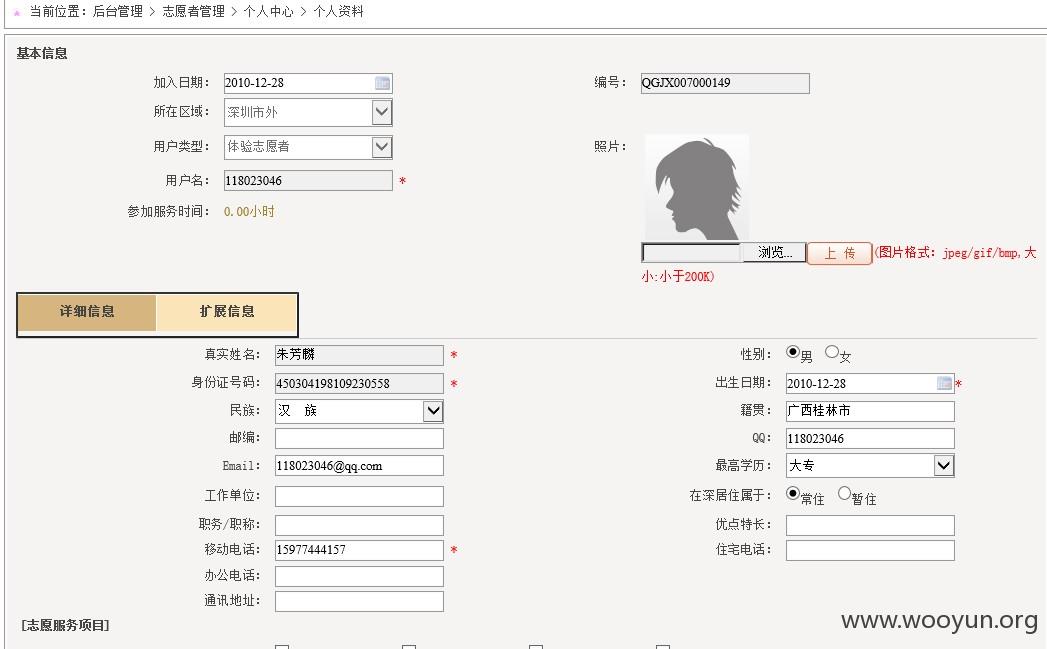 当前位置：后台管理 > 志愿者管理 > 个人中心 > 个人资料
基本信息
加入日期： 2010-12-28 编号： QGJX007000149
所在区域： 深圳市外
用户类型： 体验志愿者 照片：
用户名： 118023046 *
参加服务时间： 0.00小时
浏览... 上 传 (图片格式：jpeg/gif/bmp,大
小:小于200K)
详细信息 扩展信息
真实姓名： 朱芳麟 * 性别： 男 女
身份证号码： 450304198109230558 * 出生日期： 2010-12-28 *
民族： 汉 族 籍贯： 广西桂林市
邮编： QQ： 118023046
Email： 118023046@qq.com 最高学历： 大专
工作单位： 在深居住属于： 常住 暂住
职务/职称： 优点特长：
移动电话： 15977444157 * 住宅电话：
办公电话：
通讯地址：
[志愿服务项目]
www.wooyun.org